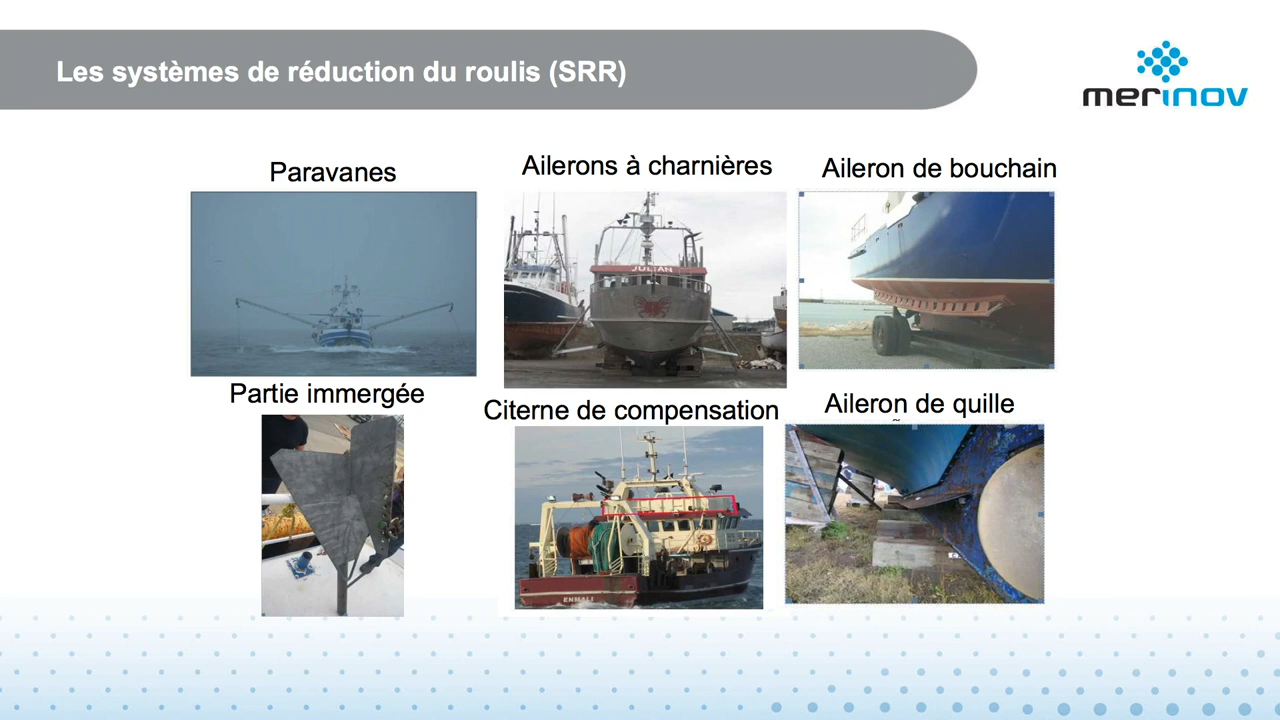 Les systèmes de réduction du roulis (SRR)
merinov
Paravanes
Ailerons à charnières
Aileron de bouchain
JULIAN
Partie immergée
Citerne de compensation
Aileron de quille
ENMALI